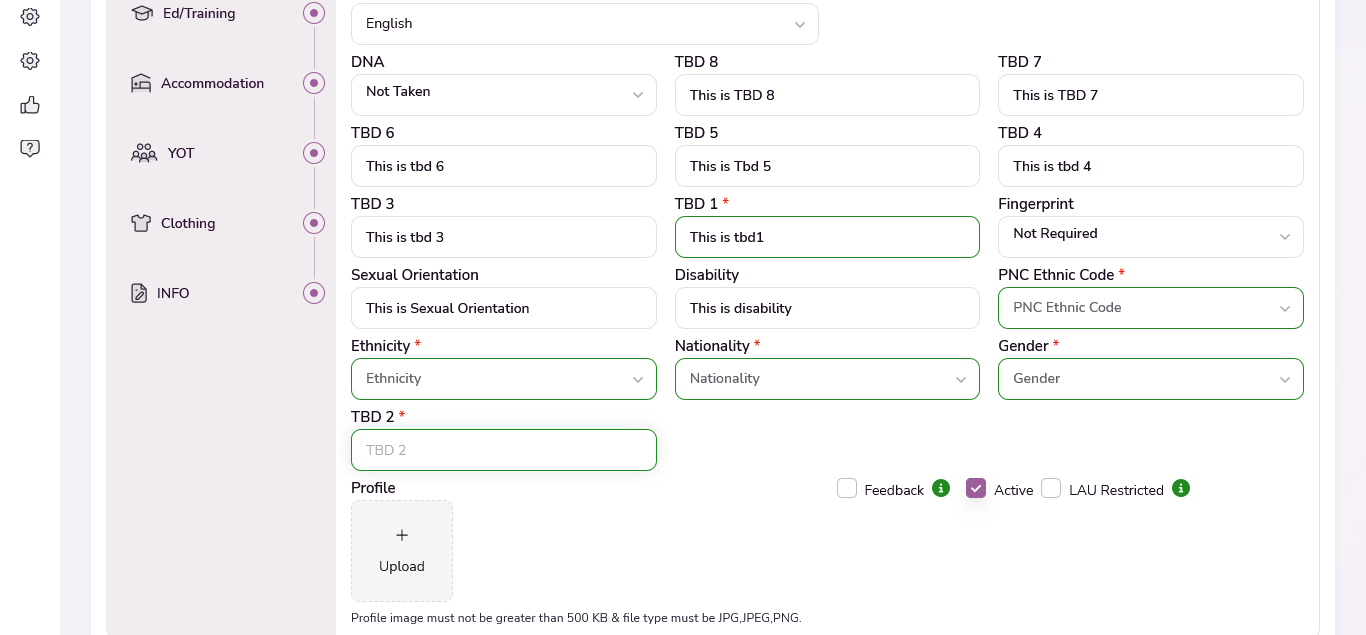 Ed/Training
Accommodation
YOT
Clothing
INFO
English
DNA TBD 8 TBD 7
Not Taken This is TBD 8 This is TBD 7
TBD 6 TBD 5 TBD 4
This is tbd 6 This is Tbd 5 This is tbd 4
TBD 3 TBD 1 * Fingerprint
This is tbd 3 This is tbd1 Not Required
Sexual Orientation Disability PNC Ethnic Code *
This is Sexual Orientation This is disability PNC Ethnic Code
Ethnicity * Nationality * Gender *
Ethnicity Nationality Gender
TBD 2 *
TBD 2
Profile Feedback Active LAU Restricted
+
Upload
Profile image must not be greater than 500 KB & file type must be JPG,JPEG,PNG.